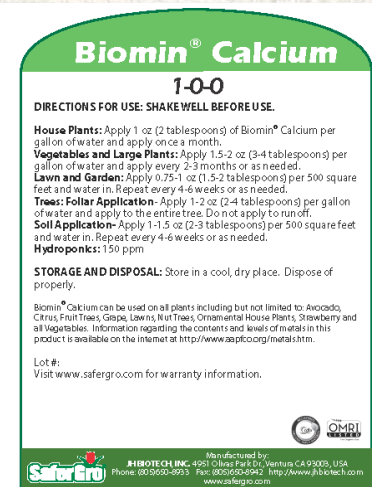 Biomin® Calcium
1-0-0
DIRECTIONS FOR USE: SHAKE WELL BEFORE USE.
House Plants: Apply 1 oz (2 tablespoons) of Biomin® Calcium per
gallon of water and apply once a month.
Vegetables and Large Plants: Apply 1.5-2 oz (3-4 tablespoons) per
gallon of water and apply every 2-3 months or as needed.
Lawn and Garden: Apply 0.75-1 oz (1.5-2 tablespoons) per 500 square
feet and water in. Repeat every 4-6 weeks or as needed.
Trees: Foliar Application- Apply 1-2 oz (2-4 tablespoons) per gallon
of water and apply to the entire tree. Do not apply to runoff.
Soil Application- Apply 1-1.5 oz (2-3 tablespoons) per 500 square feet
and water in. Repeat every 4-6 weeks or as needed.
Hydroponics: 150 ppm
STORAGE AND DISPOSAL: Store in a cool, dry place. Dispose of
properly.
Biomin® Calcium can be used on all plants including but not limited to: Avocado,
Citrus, Fruit Trees, Grape, Lawns, Nut Trees, Ornamental House Plants, Strawberry and
all Vegetables. Information regarding the contents and levels of metals in this
product is available on the internet at http://www.aapfco.org/metals.htm.
Lot #:
Visit www.safergro.com for warranty information.
OMRI
LISTED
SaferGro
Manufactured by:
JH BIOTECH, INC. 4951 Olivas Park Dr., Ventura CA 93003, USA
Phone: (805)650-8933 Fax: (805)650-8942 http://www.jhbiotech.com
www.safergro.com